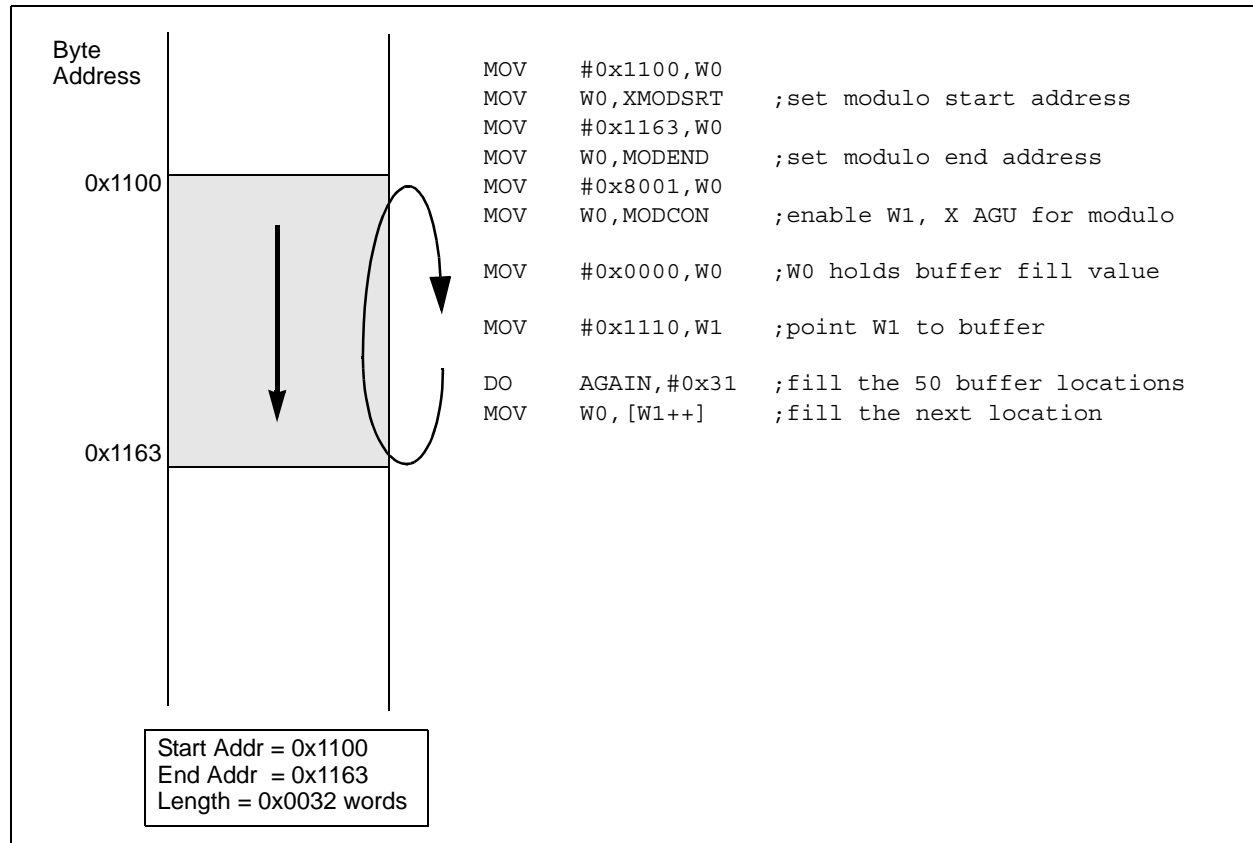 Byte
Address
0x1100
0x1163
MOV #0x1100,W0
MOV W0,XMODSRT ;set modulo start address
MOV #0x1163,W0
MOV W0,MODEND ;set modulo end address
MOV #0x8001,W0
MOV W0,MODCON ;enable W1, X AGU for modulo
MOV #0x0000,W0 ;W0 holds buffer fill value
MOV #0x1110,W1 ;point W1 to buffer
DO AGAIN,#0x31 ;fill the 50 buffer locations
MOV W0,[W1++] ;fill the next location
Start Addr = 0x1100
End Addr = 0x1163
Length = 0x0032 words